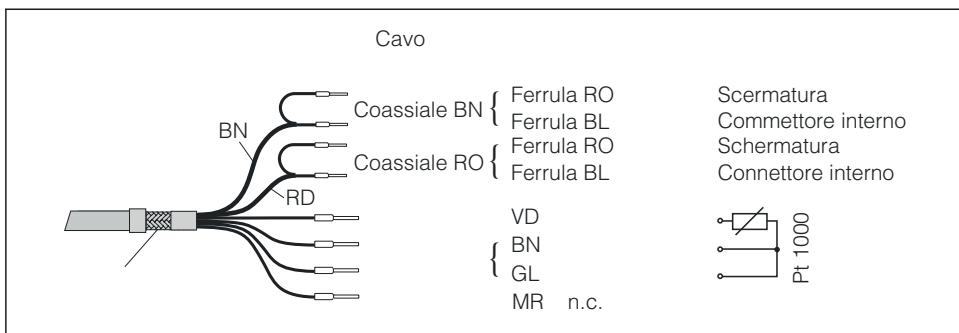 Cavo
BN
RD
Coassiale BN { Ferrula RO Scermatura
Ferrula BL Commettore interno
Coassiale RO { Ferrula RO Schermatura
Ferrula BL Connettore interno
VD
{ BN
GL
MR n.c.
Pt 1000